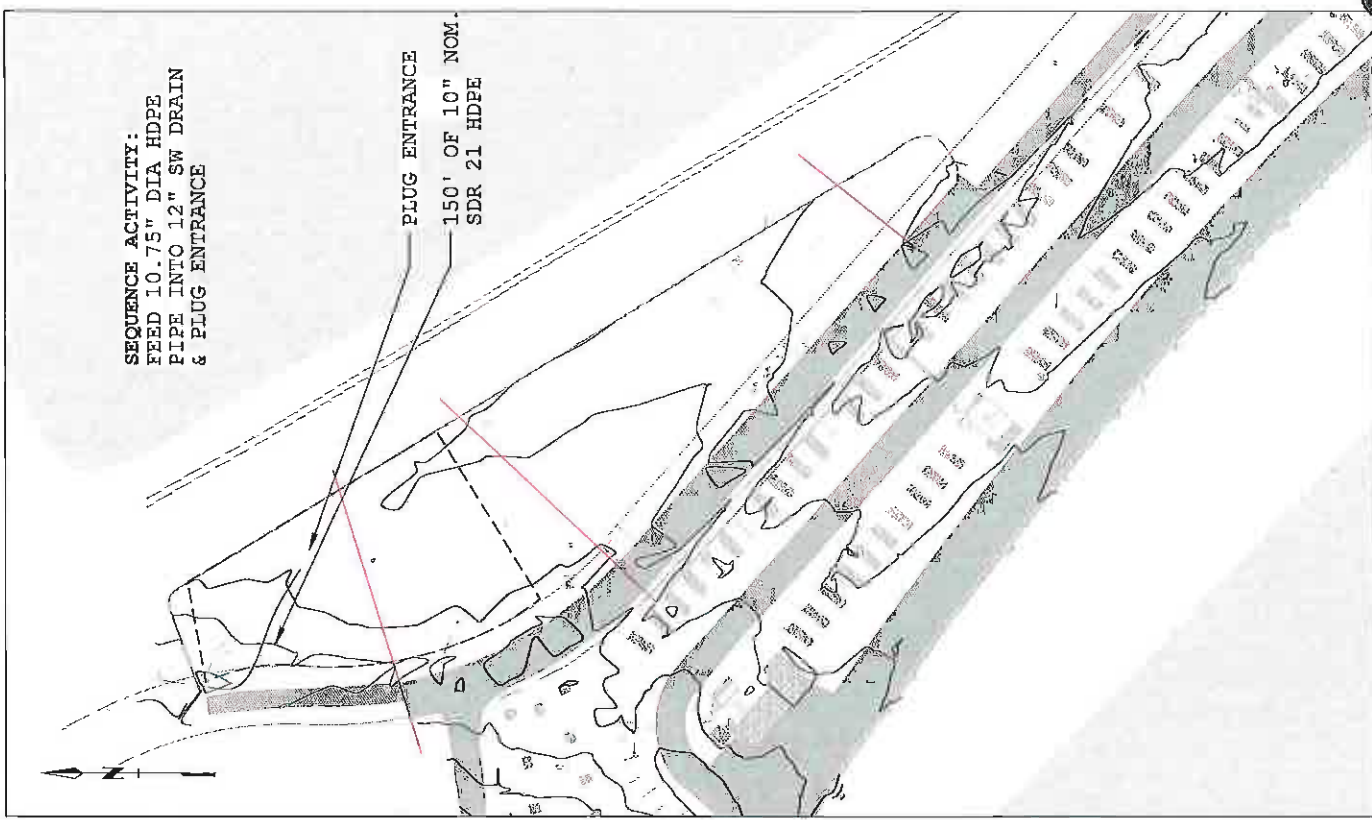 SEQUENCE ACTIVITY:
FEED 10.75" DIA HDPE
PIPE INTO 12" SW DRAIN
& PLUG ENTRANCE
PLUG ENTRANCE
150' OF 10" NOM.
SDR 21 HDPE
N